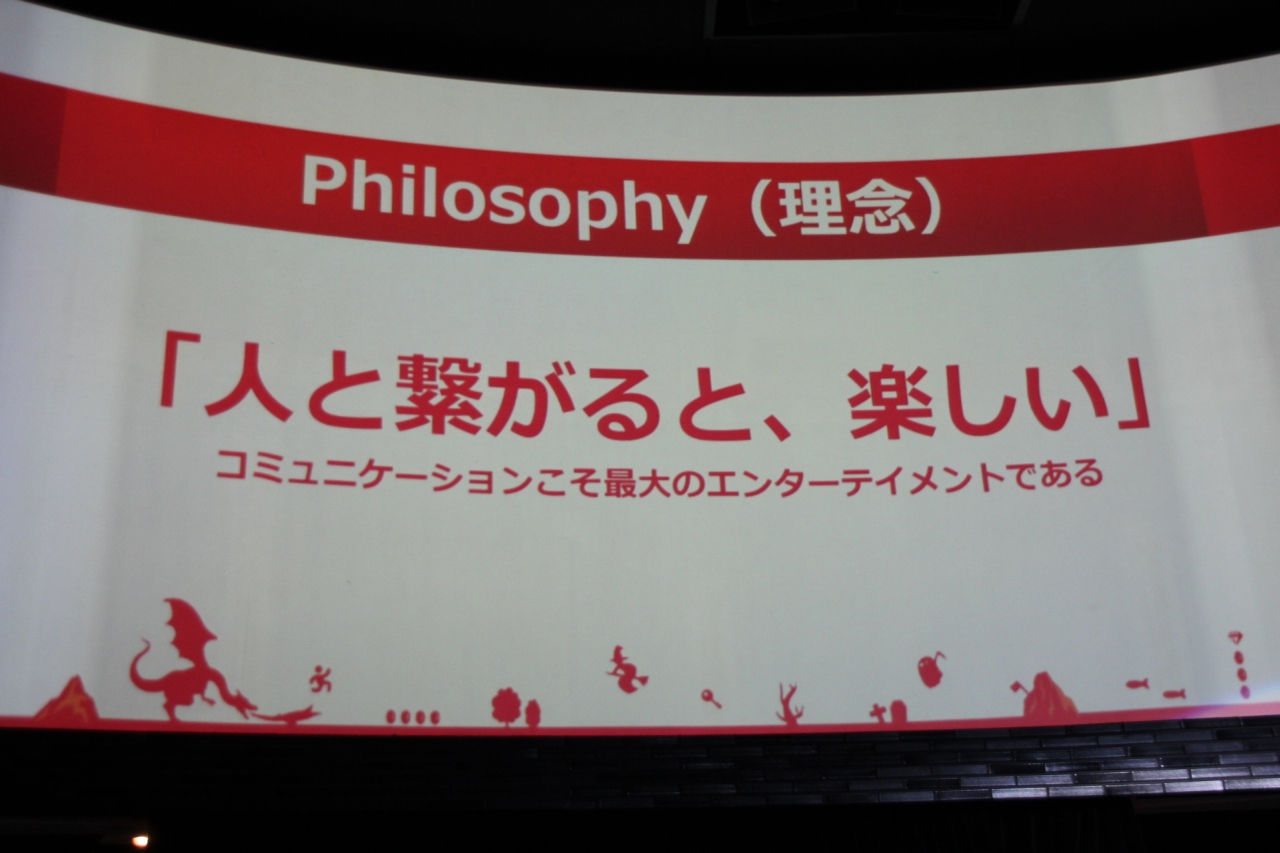 Philosophy（理念）
「人と繋がると、楽しい」
コミュニケーションこそ最大のエンターテイメントである